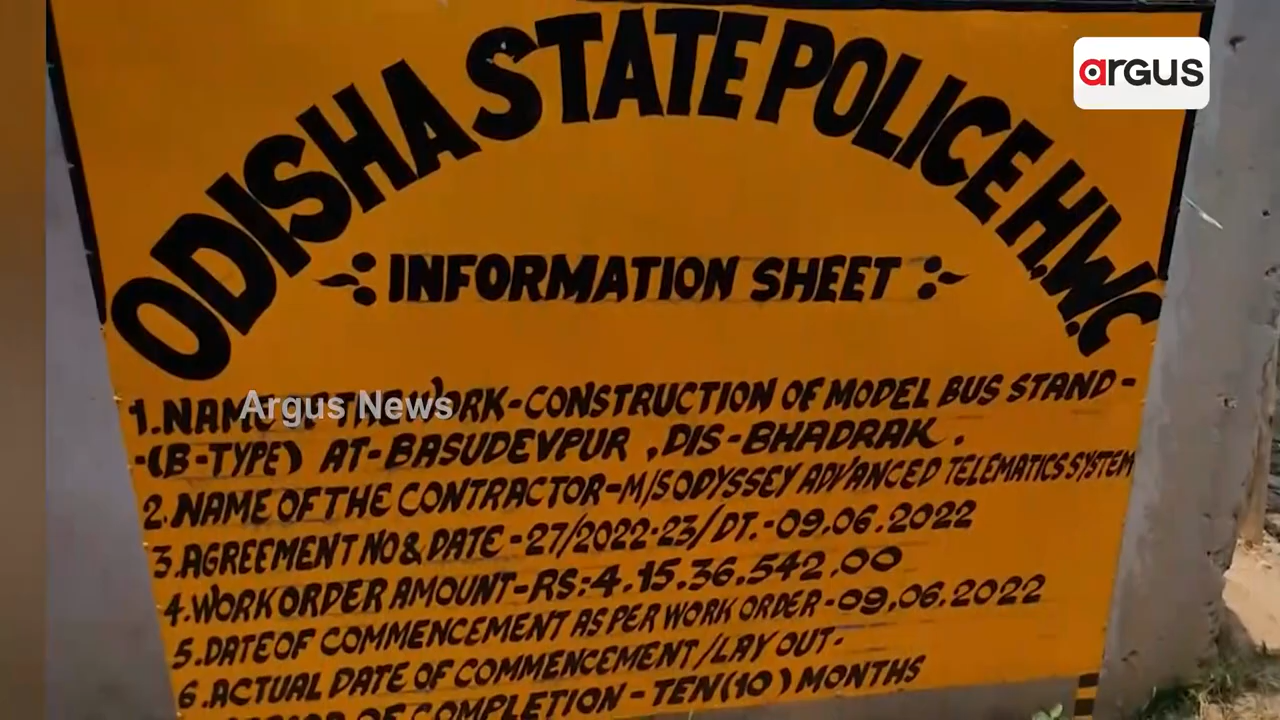 argus
ODISHA STATE POLICE H.W.C
INFORMATION SHEET
Argus News
1.NAME OF THE WORK-CONSTRUCTION OF MODEL BUS STAND-
-(B-TYPE) AT-BASUDEVPUR, DIS-BHADRAK.
2.NAME OF THE CONTRACTOR-M/S ODYSSEY ADVANCED TELEMATICS SYSTEM
3.AGREEMENT NO & DATE-27/2022-23/DT.-09.06.2022
4.WORK ORDER AMOUNT-RS:4.15.36.542.00
5.DATE OF COMMENCEMENT AS PER WORK ORDER-09.06.2022
6.ACTUAL DATE OF COMMENCEMENT/LAY OUT-
OF COMPLETION-TEN(10) MONTHS